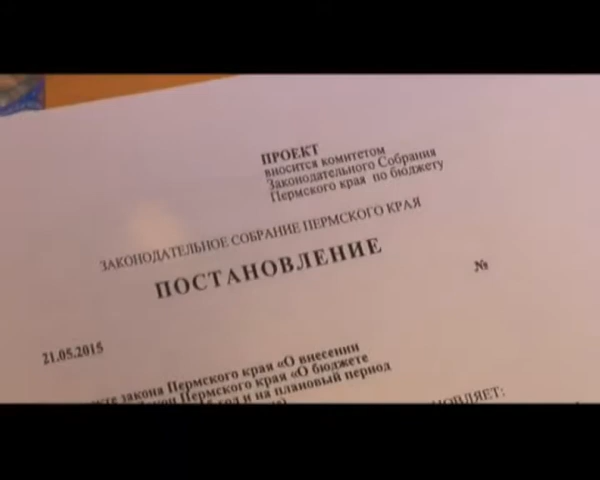 ПРОЕКТ
вносится комитетом
Законодательного Собрания
Пермского края по бюджету
ЗАКОНОДАТЕЛЬНОЕ СОБРАНИЕ ПЕРМСКОГО КРАЯ
ПОСТАНОВЛЕНИЕ
№
21.05.2015
закона Пермского края «О внесении
Пермского края «О бюджете
год и на плановый период